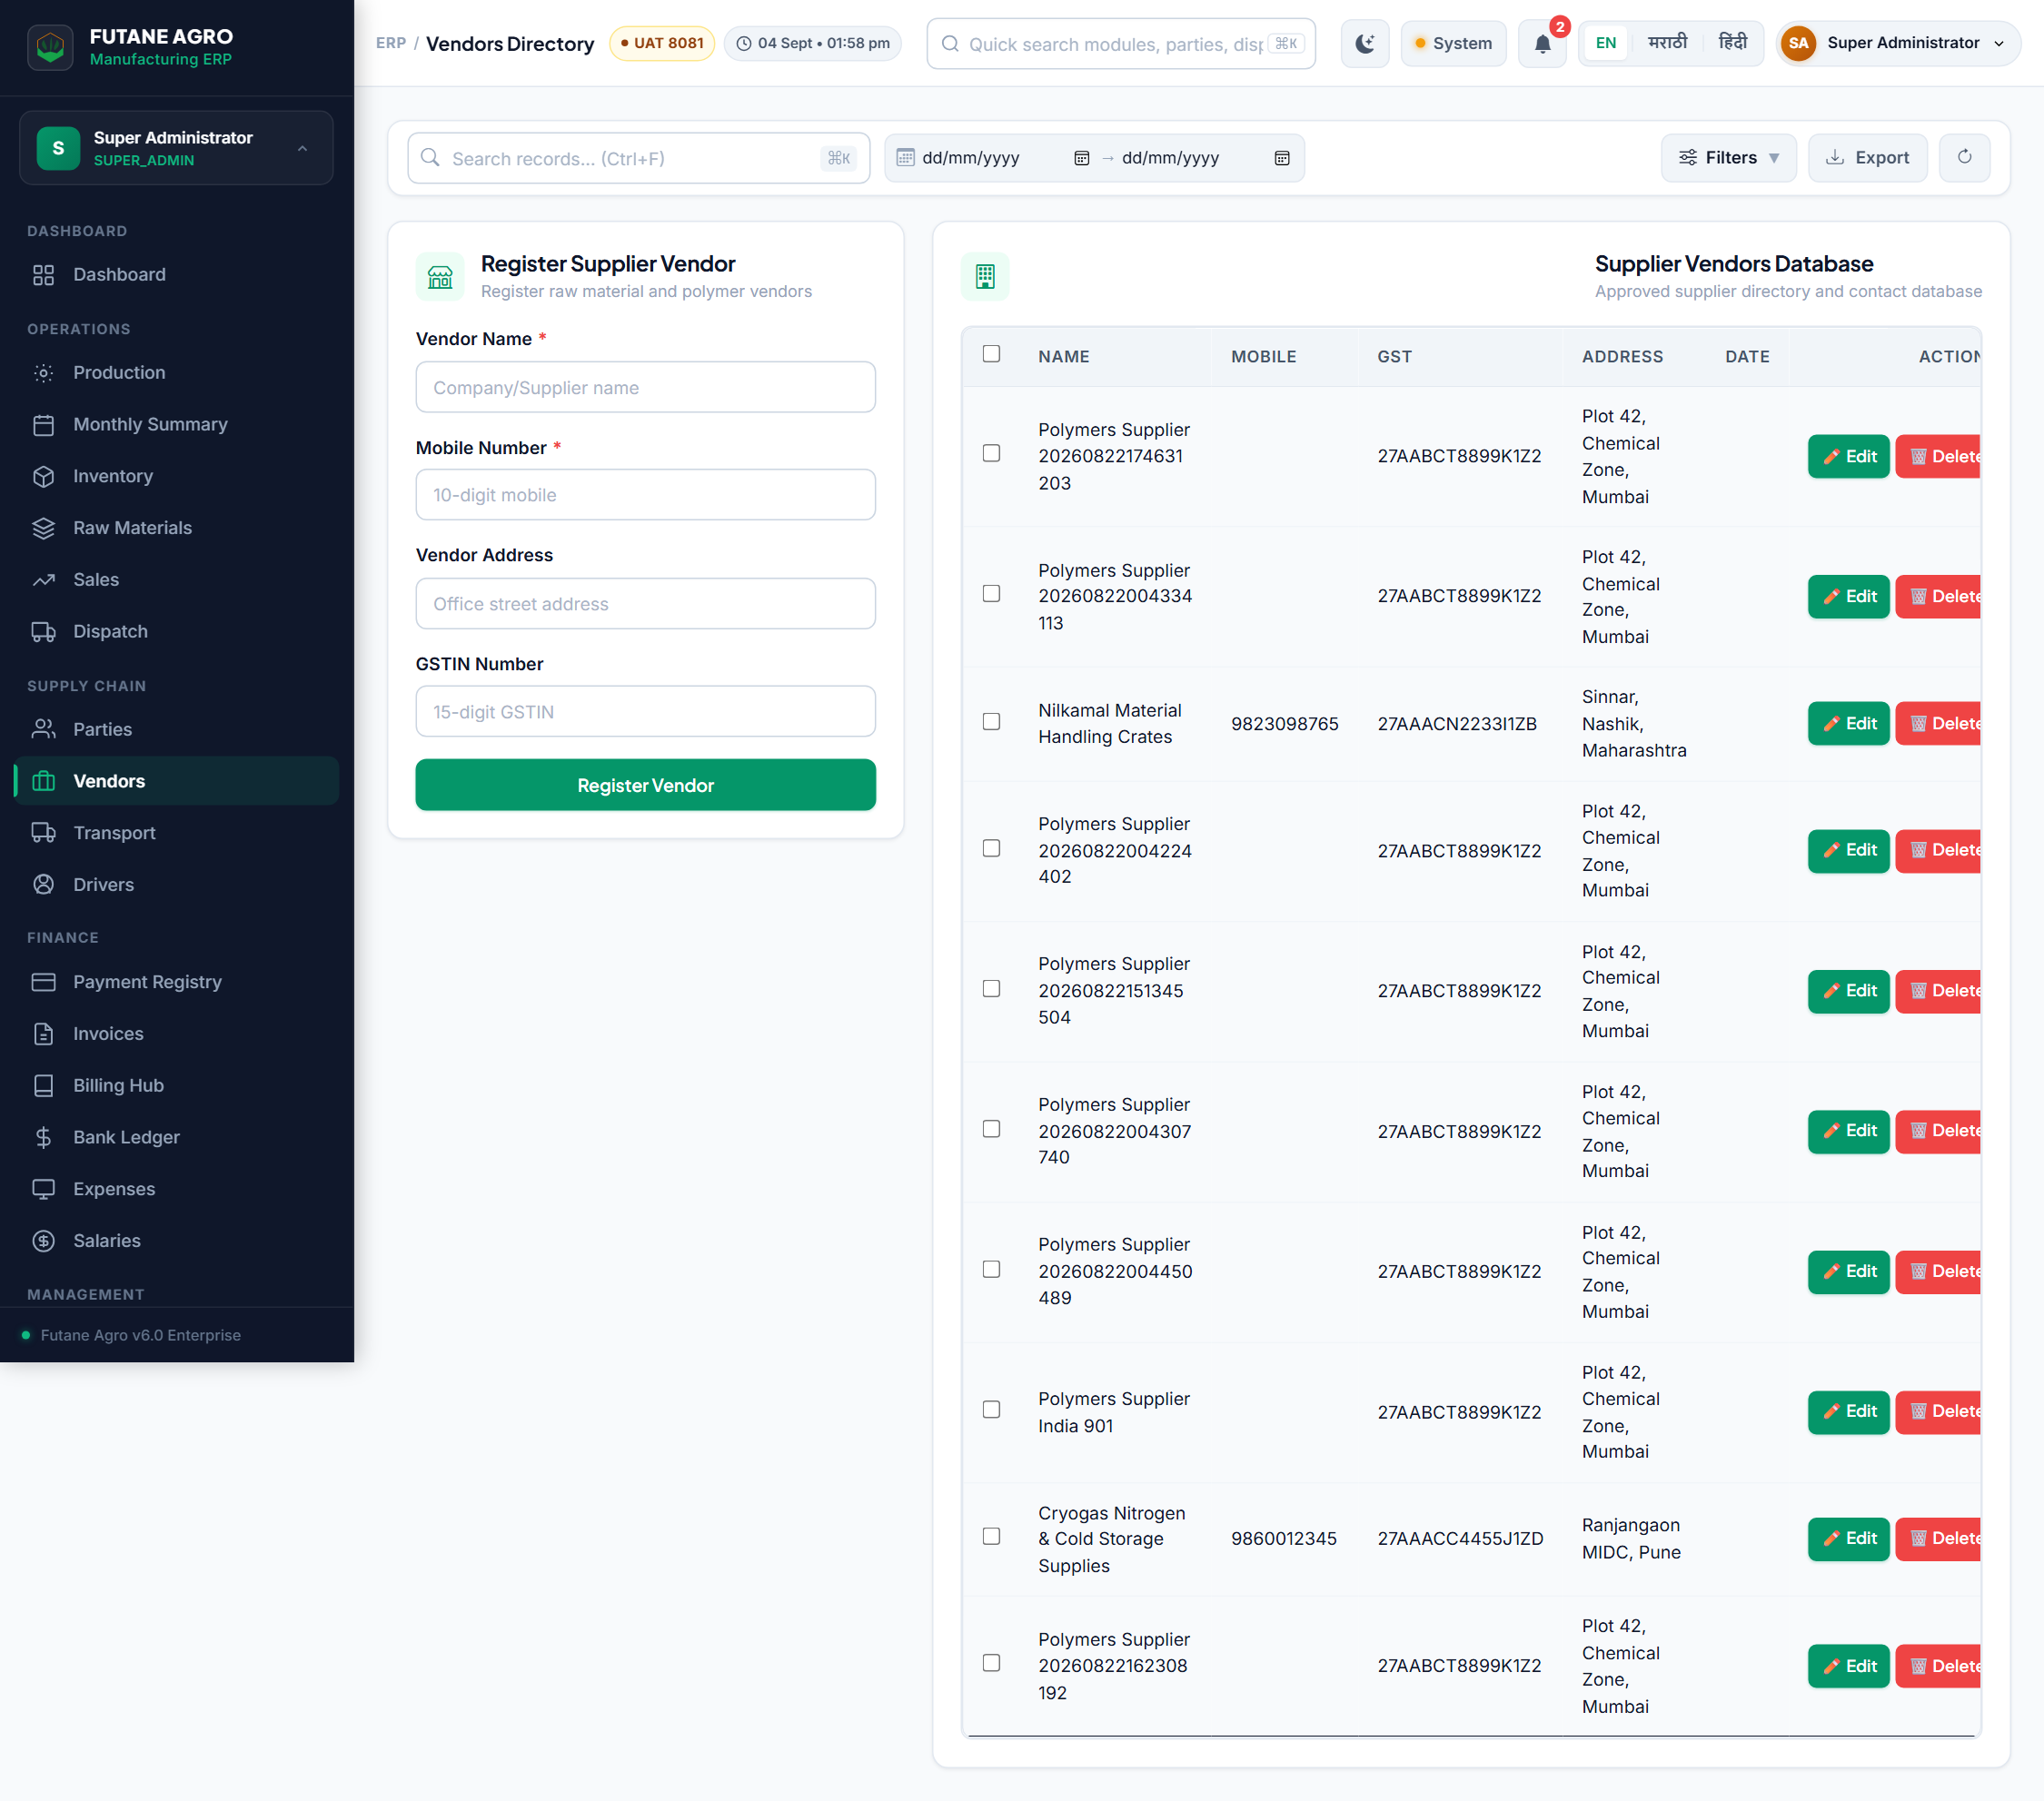 FUTANE AGRO
Manufacturing ERP
S
Super Administrator
SUPER_ADMIN
DASHBOARD
Dashboard
OPERATIONS
Production
Monthly Summary
Inventory
Raw Materials
Sales
Dispatch
SUPPLY CHAIN
Parties
Vendors
Transport
Drivers
FINANCE
Payment Registry
Invoices
Billing Hub
Bank Ledger
Expenses
Salaries
MANAGEMENT
Futane Agro v6.0 Enterprise
ERP / Vendors Directory
UAT 8081
04 Sept • 01:58 pm
Quick search modules, parties, disp
⌘K
System
2
EN
मराठी
हिंदी
SA
Super Administrator
Search records... (Ctrl+F)
⌘K
dd/mm/yyyy → dd/mm/yyyy
Filters ▼
Export
Register Supplier Vendor
Register raw material and polymer vendors
Vendor Name *
Company/Supplier name
Mobile Number *
10-digit mobile
Vendor Address
Office street address
GSTIN Number
15-digit GSTIN
Register Vendor
Supplier Vendors Database
Approved supplier directory and contact database
NAME MOBILE GST ADDRESS DATE ACTION
Polymers Supplier
20260822174631
203
27AABCT8899K1Z2
Plot 42,
Chemical
Zone,
Mumbai
Edit
Delete
Polymers Supplier
20260822004334
113
27AABCT8899K1Z2
Plot 42,
Chemical
Zone,
Mumbai
Edit
Delete
Nilkamal Material
Handling Crates
9823098765
27AAACN2233I1ZB
Sinnar,
Nashik,
Maharashtra
Edit
Delete
Polymers Supplier
20260822004224
402
27AABCT8899K1Z2
Plot 42,
Chemical
Zone,
Mumbai
Edit
Delete
Polymers Supplier
20260822151345
504
27AABCT8899K1Z2
Plot 42,
Chemical
Zone,
Mumbai
Edit
Delete
Polymers Supplier
20260822004307
740
27AABCT8899K1Z2
Plot 42,
Chemical
Zone,
Mumbai
Edit
Delete
Polymers Supplier
20260822004450
489
27AABCT8899K1Z2
Plot 42,
Chemical
Zone,
Mumbai
Edit
Delete
Polymers Supplier
India 901
27AABCT8899K1Z2
Plot 42,
Chemical
Zone,
Mumbai
Edit
Delete
Cryogas Nitrogen
& Cold Storage
Supplies
9860012345
27AAACC4455J1ZD
Ranjangaon
MIDC, Pune
Edit
Delete
Polymers Supplier
20260822162308
192
27AABCT8899K1Z2
Plot 42,
Chemical
Zone,
Mumbai
Edit
Delete